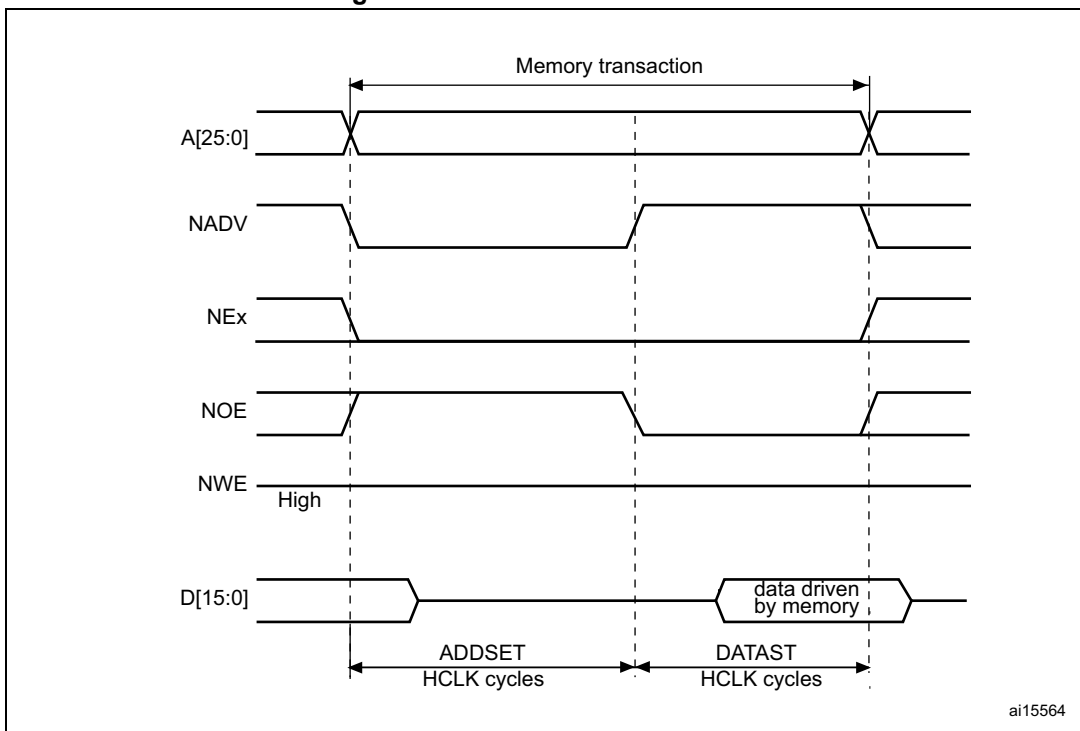 Memory transaction
A[25:0]
NADV
NEx
NOE
NWE
High
D[15:0]
data driven
by memory
ADDSET
DATAST
HCLK cycles
HCLK cycles
ai15564